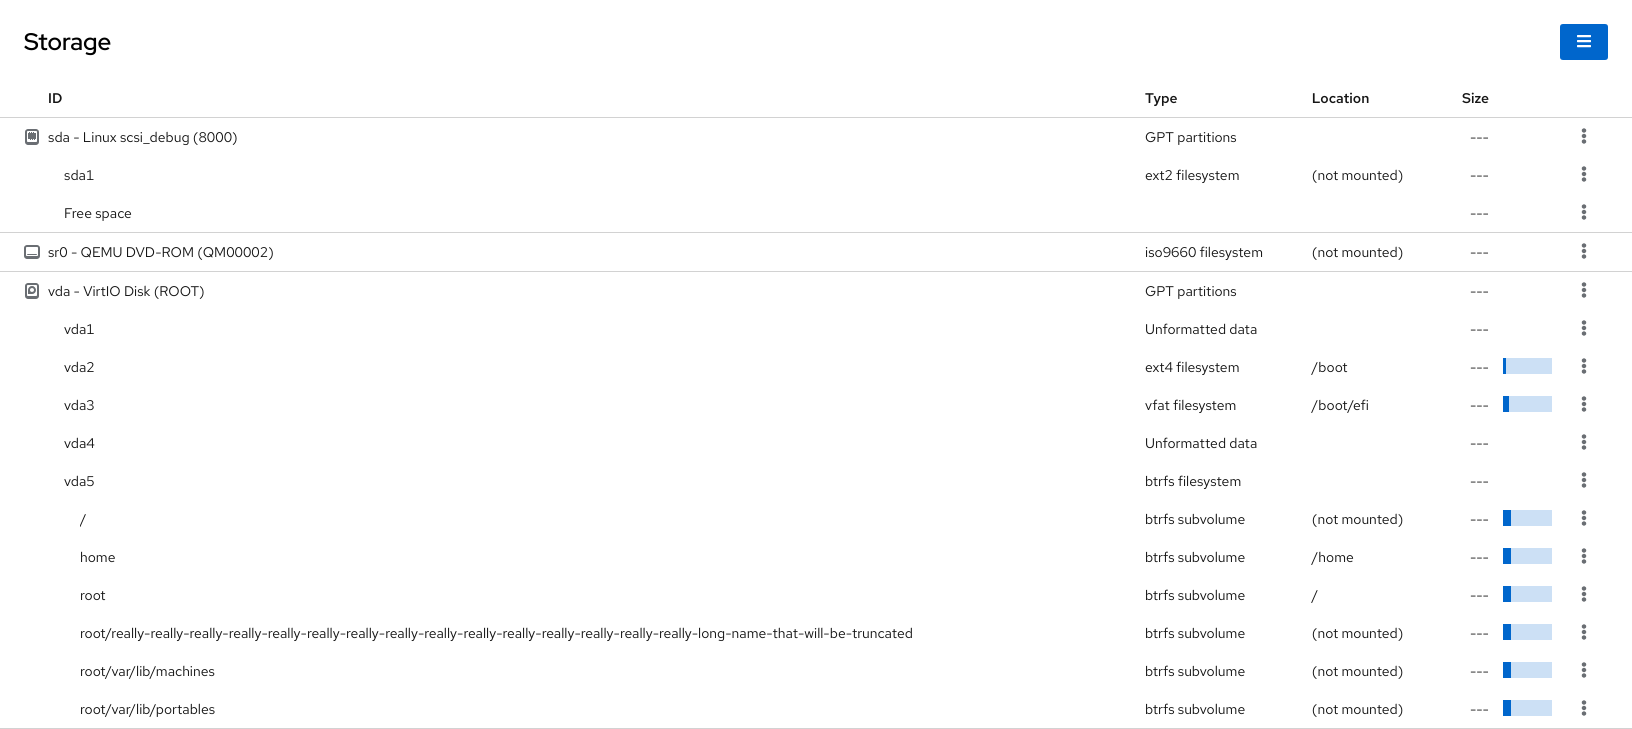 Storage
ID Type Location Size
sda - Linux scsi_debug (8000) GPT partitions ---
sda1 ext2 filesystem (not mounted) ---
Free space ---
sr0 - QEMU DVD-ROM (QM00002) iso9660 filesystem (not mounted) ---
vda - VirtIO Disk (ROOT) GPT partitions ---
vda1 Unformatted data ---
vda2 ext4 filesystem /boot ---
vda3 vfat filesystem /boot/efi ---
vda4 Unformatted data ---
vda5 btrfs filesystem ---
/ btrfs subvolume (not mounted) ---
home btrfs subvolume /home ---
root btrfs subvolume / ---
root/really-really-really-really-really-really-really-really-really-really-really-really-really-really-really-long-name-that-will-be-truncated btrfs subvolume (not mounted) ---
root/var/lib/machines btrfs subvolume (not mounted) ---
root/var/lib/portables btrfs subvolume (not mounted) ---